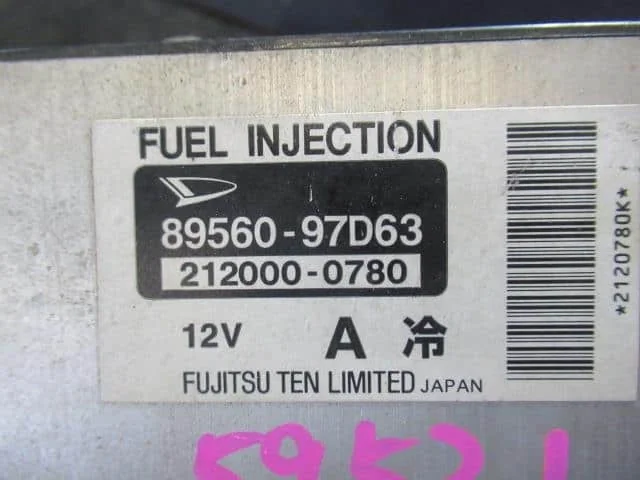 FUEL INJECTION
89560-97D63
212000-0780
12V A 冷
FUJITSU TEN LIMITED JAPAN
*2120780K*